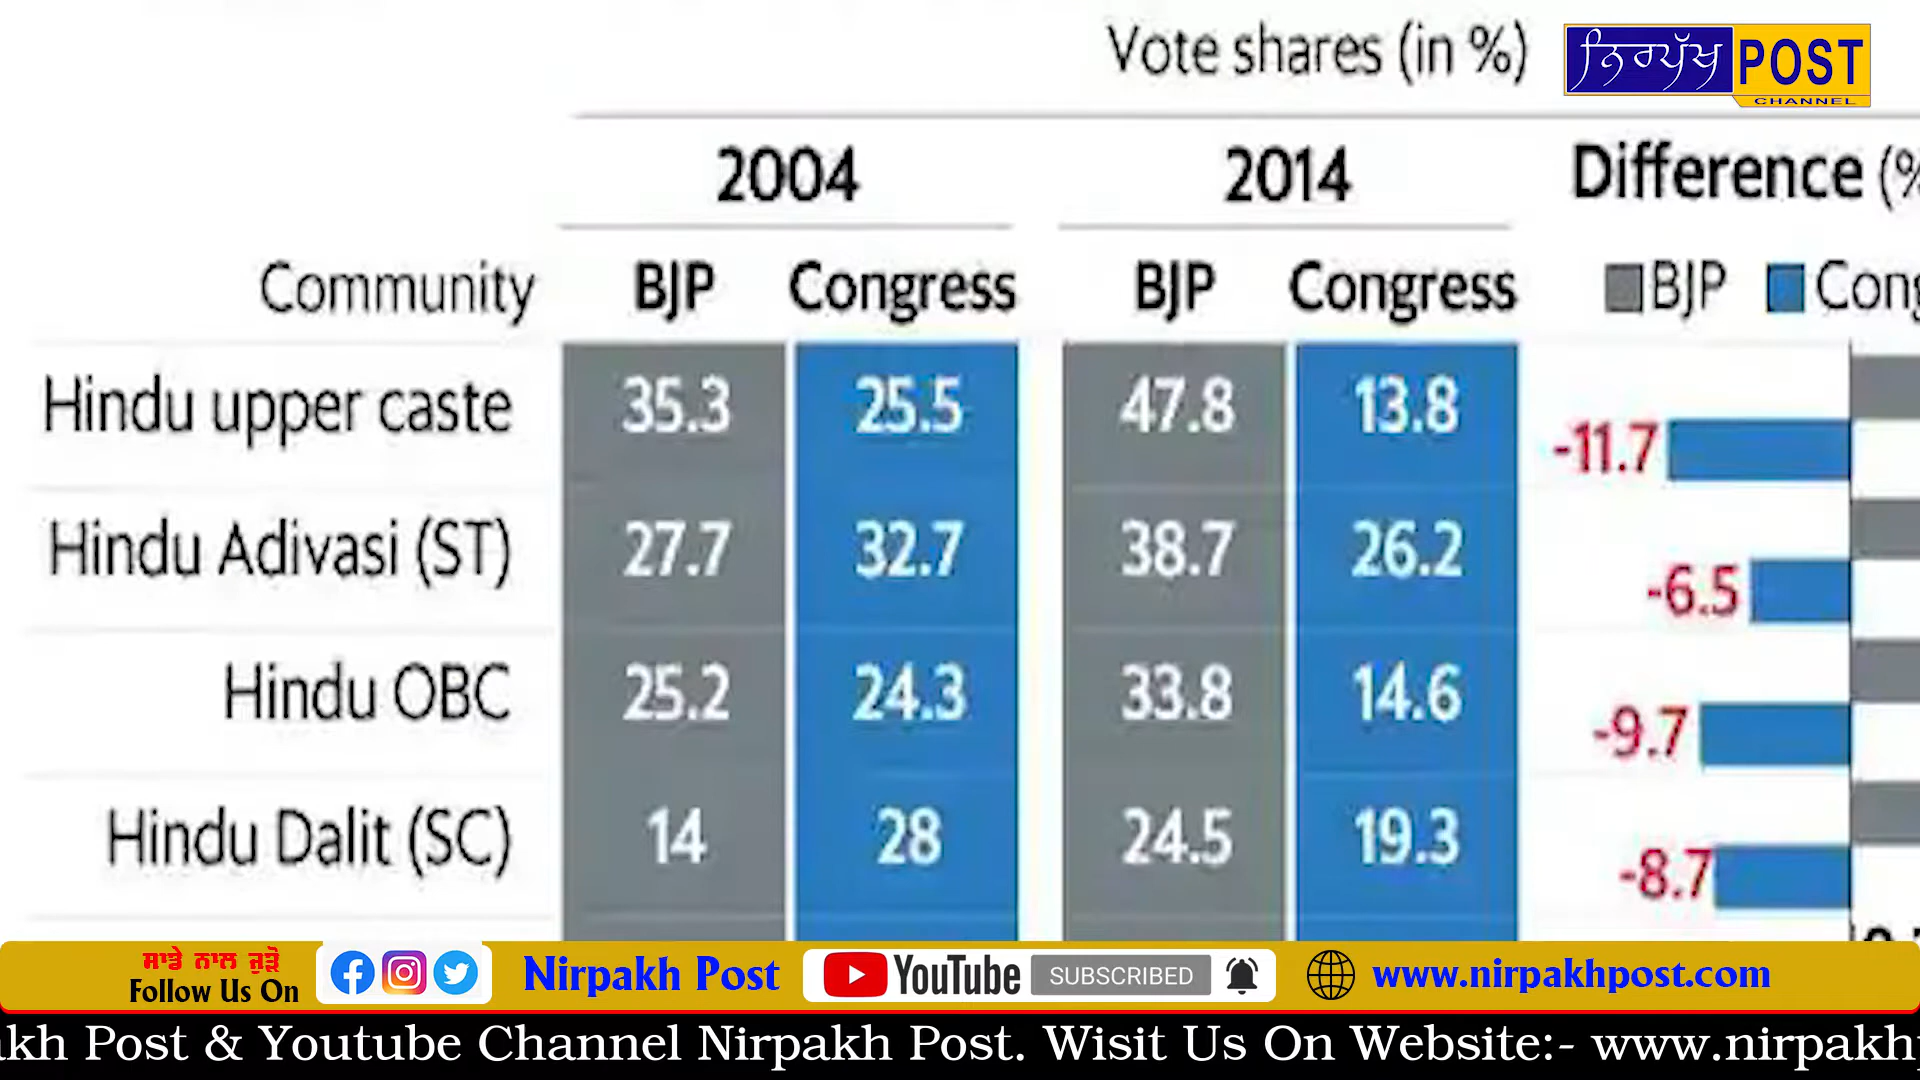 Vote shares (in %)
ਨਿਰਪੱਖ POST
CHANNEL
2004 2014 Difference (%
Community BJP Congress BJP Congress BJP Cong
Hindu upper caste 35.3 25.5 47.8 13.8 -11.7
Hindu Adivasi (ST) 27.7 32.7 38.7 26.2 -6.5
Hindu OBC 25.2 24.3 33.8 14.6 -9.7
Hindu Dalit (SC) 14 28 24.5 19.3 -8.7
ਸਾਡੇ ਨਾਲ ਜੁੜੋ
Follow Us On Nirpakh Post YouTube SUBSCRIBED www.nirpakhpost.com
akh Post & Youtube Channel Nirpakh Post. Wisit Us On Website:- www.nirpakh